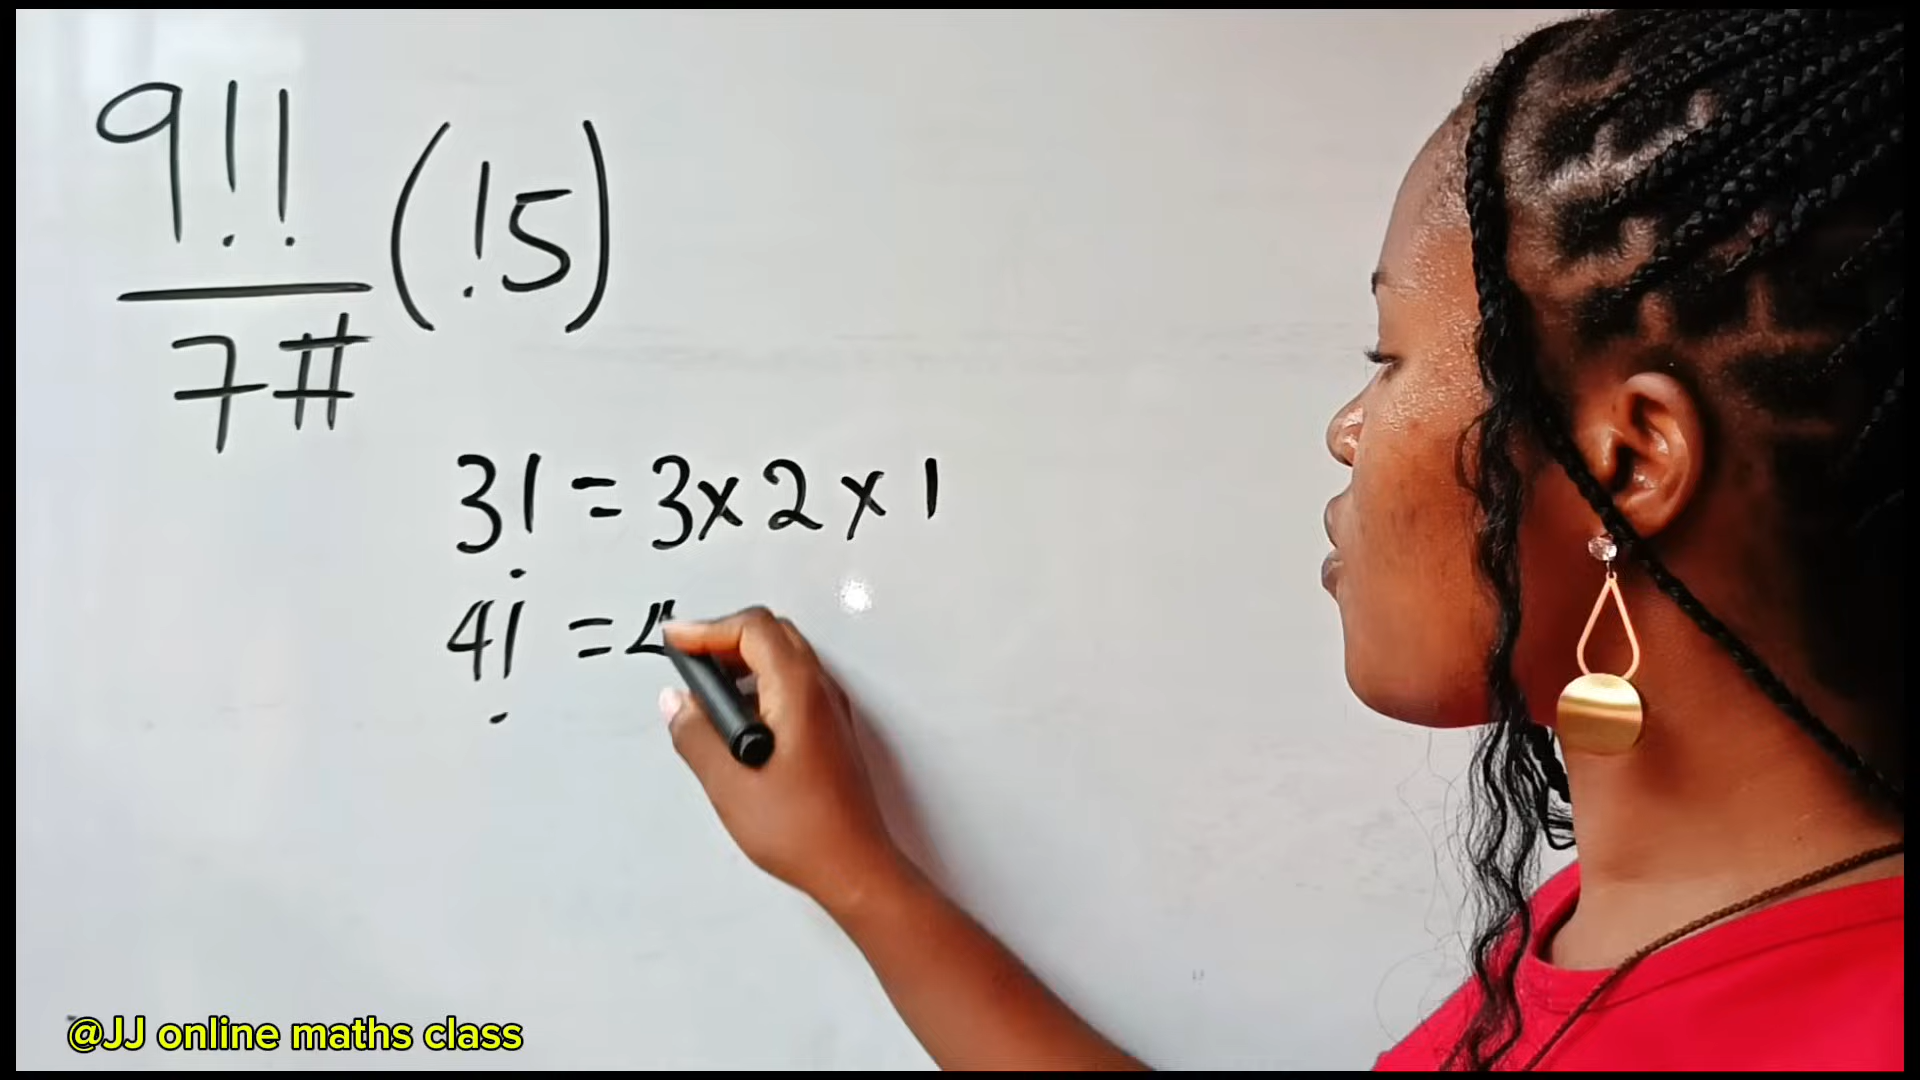 9!!
(!5)
7#
3! = 3x2x1
4! = 4
@JJ online maths class